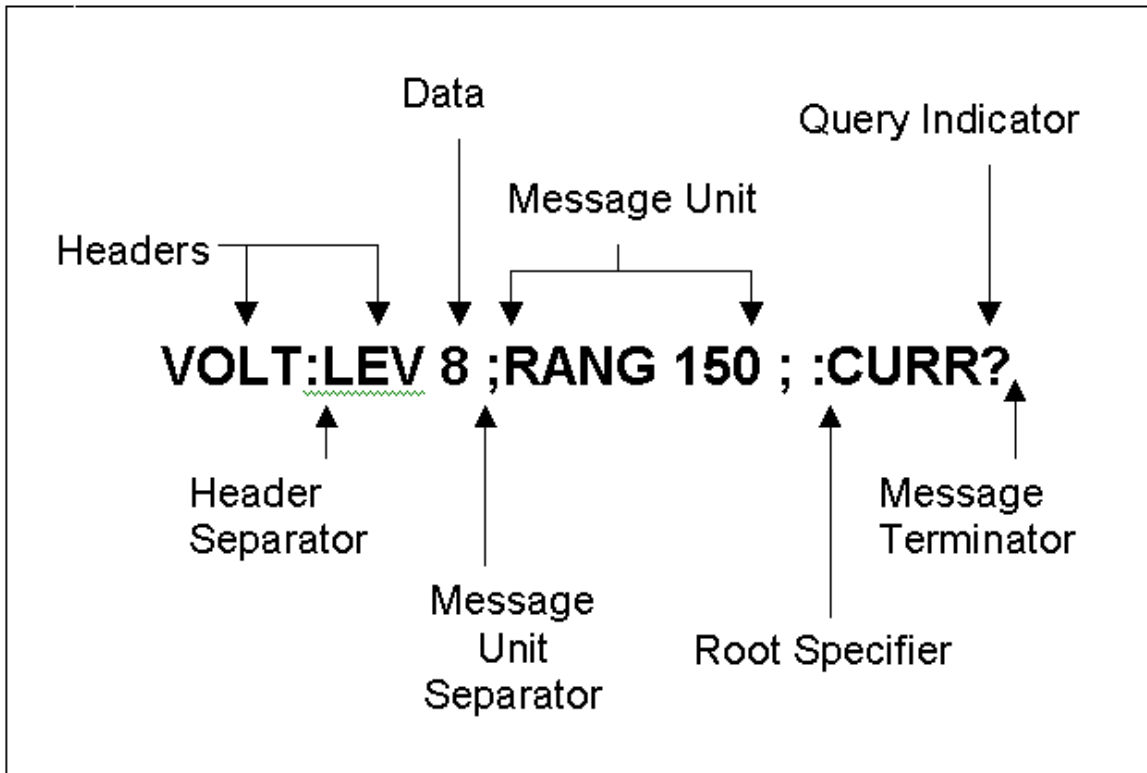 Data
Query Indicator
Message Unit
Headers
VOLT:LEV 8 ;RANG 150 ; :CURR?
Header
Separator
Message
Terminator
Message
Unit
Separator
Root Specifier